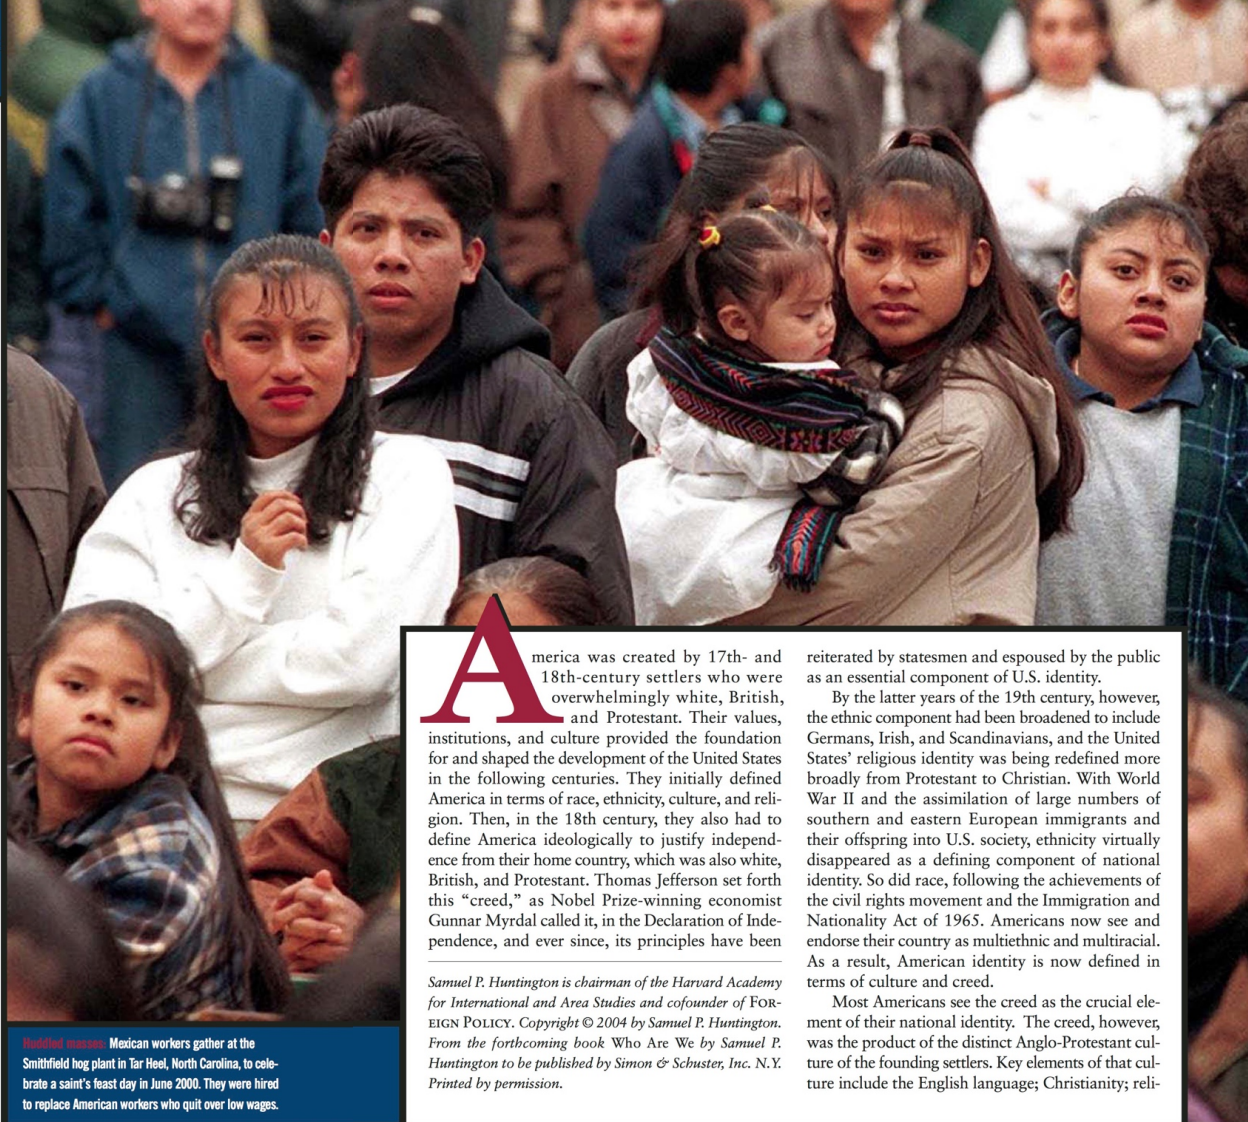 America was created by 17th- and
18th-century settlers who were
overwhelmingly white, British,
and Protestant. Their values,
institutions, and culture provided the foundation
for and shaped the development of the United States
in the following centuries. They initially defined
America in terms of race, ethnicity, culture, and reli-
gion. Then, in the 18th century, they also had to
define America ideologically to justify independ-
ence from their home country, which was also white,
British, and Protestant. Thomas Jefferson set forth
this “creed,” as Nobel Prize-winning economist
Gunnar Myrdal called it, in the Declaration of Inde-
pendence, and ever since, its principles have been
Samuel P. Huntington is chairman of the Harvard Academy
for International and Area Studies and cofounder of FOR-
EIGN POLICY. Copyright © 2004 by Samuel P. Huntington.
From the forthcoming book Who Are We by Samuel P.
Huntington to be published by Simon & Schuster, Inc. N.Y.
Printed by permission.
reiterated by statesmen and espoused by the public
as an essential component of U.S. identity.
By the latter years of the 19th century, however,
the ethnic component had been broadened to include
Germans, Irish, and Scandinavians, and the United
States’ religious identity was being redefined more
broadly from Protestant to Christian. With World
War II and the assimilation of large numbers of
southern and eastern European immigrants and
their offspring into U.S. society, ethnicity virtually
disappeared as a defining component of national
identity. So did race, following the achievements of
the civil rights movement and the Immigration and
Nationality Act of 1965. Americans now see and
endorse their country as multiethnic and multiracial.
As a result, American identity is now defined in
terms of culture and creed.
Most Americans see the creed as the crucial ele-
ment of their national identity. The creed, however,
was the product of the distinct Anglo-Protestant cul-
ture of the founding settlers. Key elements of that cul-
ture include the English language; Christianity; reli-
Huddled masses: Mexican workers gather at the
Smithfield hog plant in Tar Heel, North Carolina, to cele-
brate a saint's feast day in June 2000. They were hired
to replace American workers who quit over low wages.